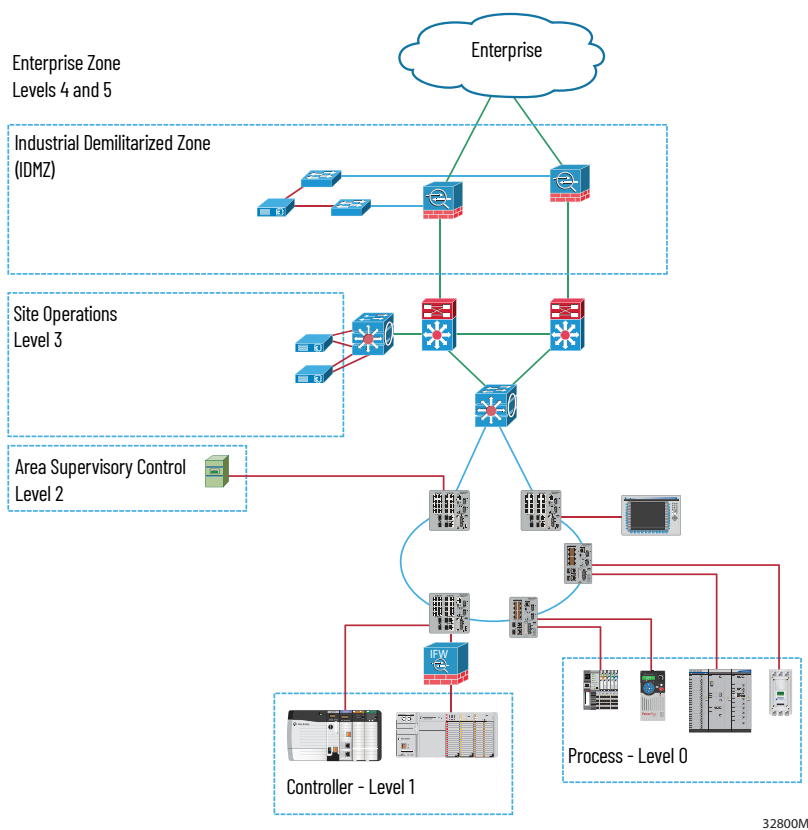 Enterprise
Enterprise Zone
Levels 4 and 5
Industrial Demilitarized Zone
(IDMZ)
Site Operations
Level 3
Area Supervisory Control
Level 2
IFW
Process - Level 0
Controller - Level 1
32800M